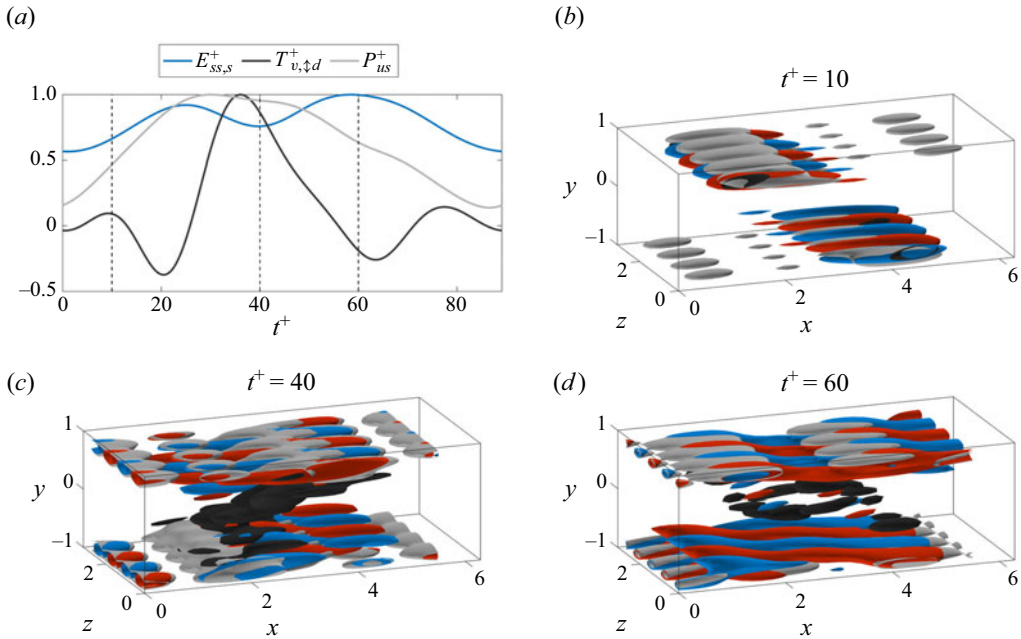 (a)
E⁺ss,s T⁺v,↕d P⁺us
1.0
0.5
0
–0.5
0 20 40 60 80
t⁺
(b)
t⁺ = 10
1
0
–1
y
2
0
z
0 2 4 6
x
(c)
t⁺ = 40
1
0
–1
y
2
0
z
0 2 4 6
x
(d)
t⁺ = 60
1
0
–1
y
2
0
z
0 2 4 6
x